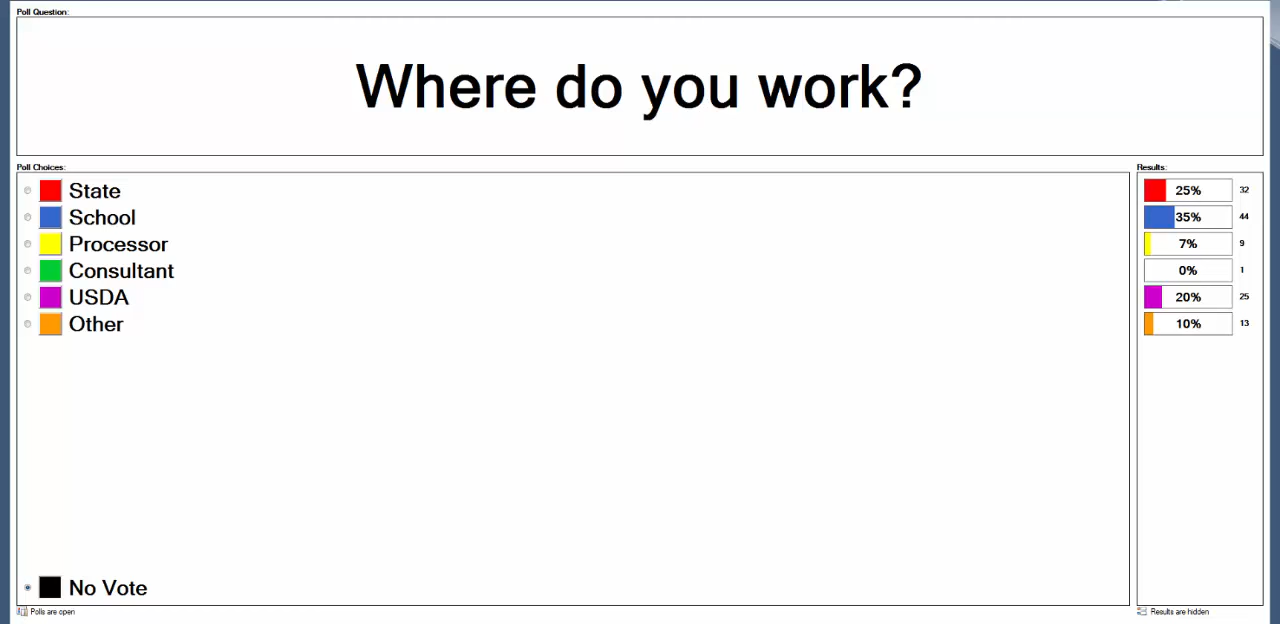 Poll Question:
Where do you work?
Poll Choices:
Results:
State
25% 32
School
35% 44
Processor
7% 9
Consultant
0% 1
USDA
20% 25
Other
10% 13
No Vote
Polls are open
Results are hidden